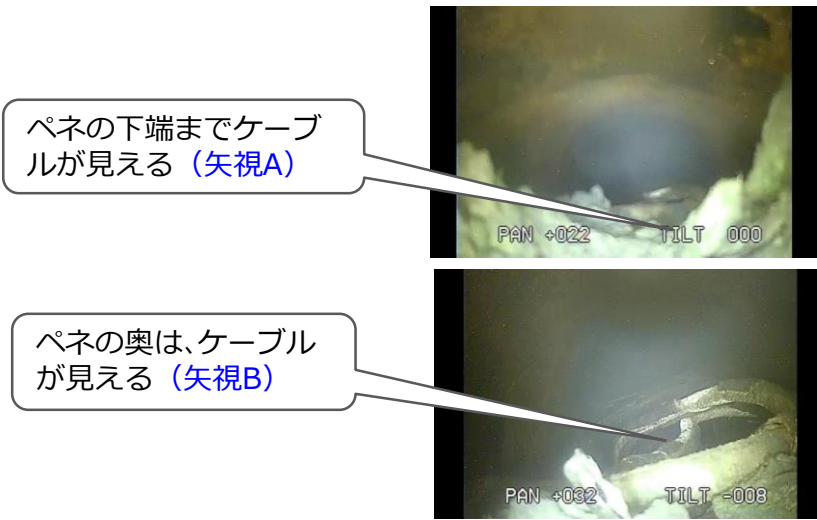 ペネの下端までケーブ
ルが見える（矢視A）
PAN +022 TILT 000
ペネの奥は、ケーブル
が見える（矢視B）
PAN +032 TILT -008